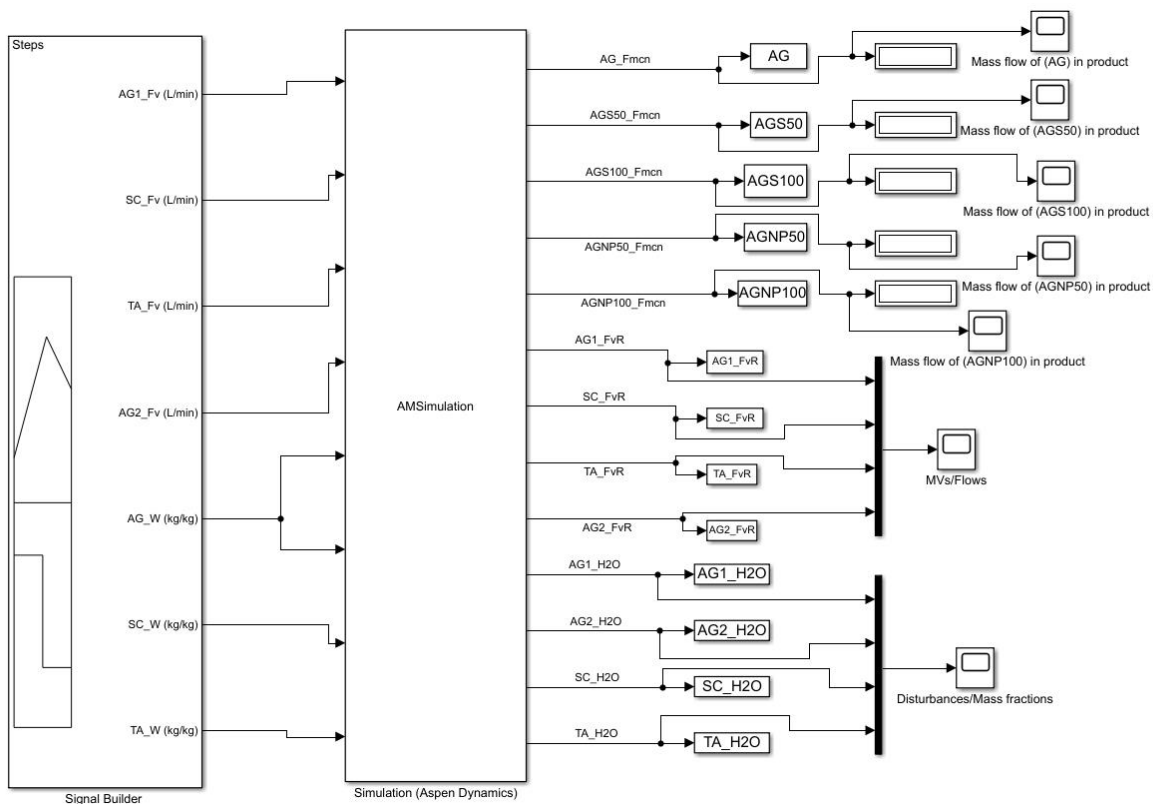 Steps
AG1_Fv (L/min)
SC_Fv (L/min)
TA_Fv (L/min)
AG2_Fv (L/min)
AG_W (kg/kg)
SC_W (kg/kg)
TA_W (kg/kg)
Signal Builder
AMSimulation
Simulation (Aspen Dynamics)
AG_Fmcn
AG
Mass flow of (AG) in product
AGS50_Fmcn
AGS50
Mass flow of (AGS50) in product
AGS100_Fmcn
AGS100
Mass flow of (AGS100) in product
AGNP50_Fmcn
AGNP50
Mass flow of (AGNP50) in product
AGNP100_Fmcn
AGNP100
Mass flow of (AGNP100) in product
AG1_FvR
AG1_FvR
SC_FvR
SC_FvR
TA_FvR
TA_FvR
AG2_FvR
AG2_FvR
MVs/Flows
AG1_H2O
AG1_H2O
AG2_H2O
AG2_H2O
SC_H2O
SC_H2O
TA_H2O
TA_H2O
Disturbances/Mass fractions